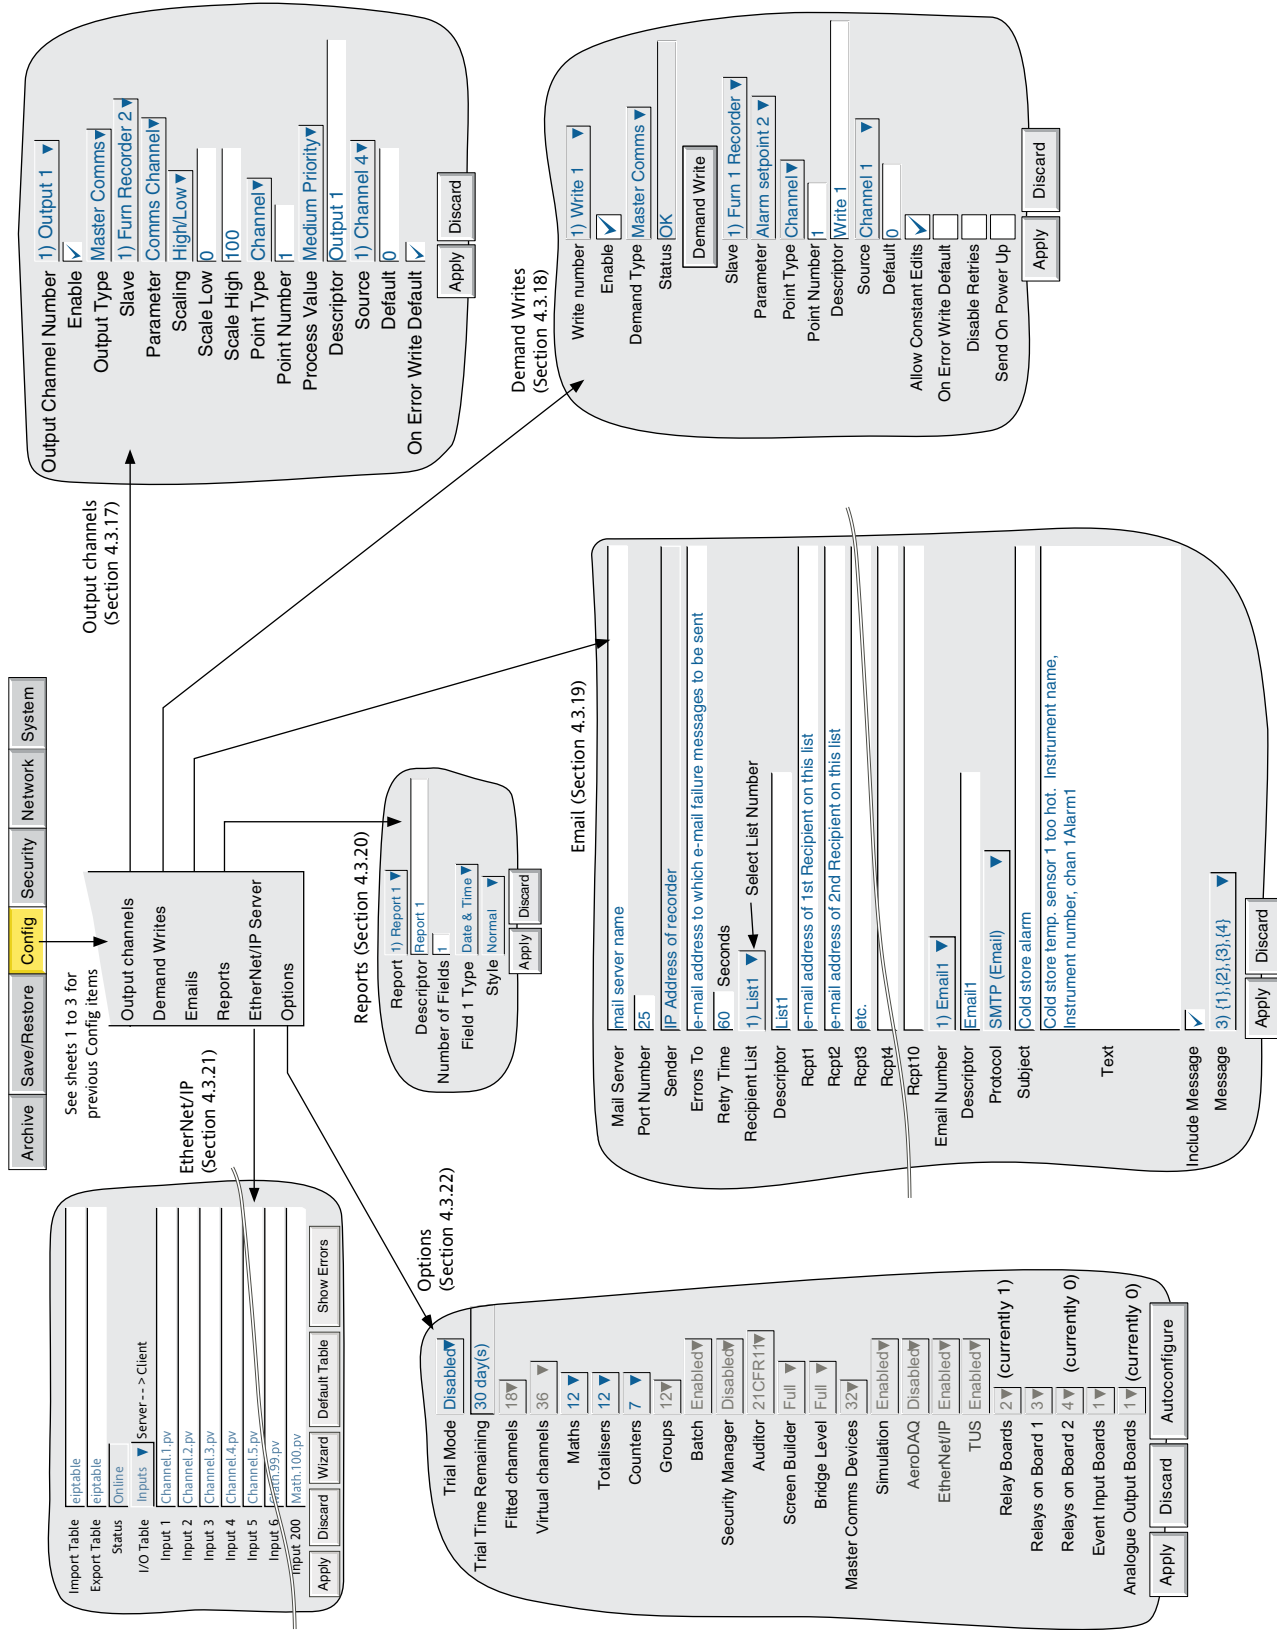 Archive Save/Restore Config Security Network System
See sheets 1 to 3 for
previous Config items
Output channels
Demand Writes
Emails
Reports
EtherNet/IP Server
Options
EtherNet/IP
(Section 4.3.21)
Import Table eiptable
Export Table eiptable
Status Online
I/O Table Inputs Server-->Client
Input 1 Channel.1.pv
Input 2 Channel.2.pv
Input 3 Channel.3.pv
Input 4 Channel.4.pv
Input 5 Channel.5.pv
Input 6 Math.99.pv
Input 200 Math.100.pv
Apply Discard Wizard Default Table Show Errors
Output channels
(Section 4.3.17)
Output Channel Number 1) Output 1
Enable
Output Type Master Comms
Slave 1) Furn Recorder 2
Parameter Comms Channel
Scaling High/Low
Scale Low 0
Scale High 100
Point Type Channel
Point Number 1
Process Value Medium Priority
Descriptor Output 1
Source 1) Channel 4
Default 0
On Error Write Default
Apply Discard
Reports (Section 4.3.20)
Report 1) Report 1
Descriptor Report 1
Number of Fields 1
Field 1 Type Date & Time
Style Normal
Apply Discard
Demand Writes
(Section 4.3.18)
Write number 1) Write 1
Enable
Demand Type Master Comms
Status OK
Demand Write
Slave 1) Furn 1 Recorder
Parameter Alarm setpoint 2
Point Type Channel
Point Number 1
Descriptor Write 1
Source Channel 1
Default 0
Allow Constant Edits
On Error Write Default
Disable Retries
Send On Power Up
Apply Discard
Options
(Section 4.3.22)
Trial Mode Disabled
Trial Time Remaining 30 day(s)
Fitted channels 18
Virtual channels 36
Maths 12
Totalisers 12
Counters 7
Groups 12
Batch Enabled
Security Manager Disabled
Auditor 21CFR11
Screen Builder Full
Bridge Level Full
Master Comms Devices 32
Simulation Enabled
AeroDAQ Disabled
EtherNet/IP Enabled
TUS Enabled
Relay Boards 2 (currently 1)
Relays on Board 1 3
Relays on Board 2 4 (currently 0)
Event Input Boards 1
Analogue Output Boards 1 (currently 0)
Apply Discard Autoconfigure
Email (Section 4.3.19)
Mail Server mail server name
Port Number 25
Sender IP Address of recorder
Errors To e-mail address to which e-mail failure messages to be sent
Retry Time 60 Seconds
Recipient List 1) List1 Select List Number
Descriptor List1
Rcpt1 e-mail address of 1st Recipient on this list
Rcpt2 e-mail address of 2nd Recipient on this list
Rcpt3 etc.
Rcpt4
Rcpt10
Email Number 1) Email1
Descriptor Email1
Protocol SMTP (Email)
Subject Cold store alarm
Text Cold store temp. sensor 1 too hot. Instrument name,
Instrument number, chan 1Alarm1
Include Message
Message 3) {1},{2},{3},{4}
Apply Discard